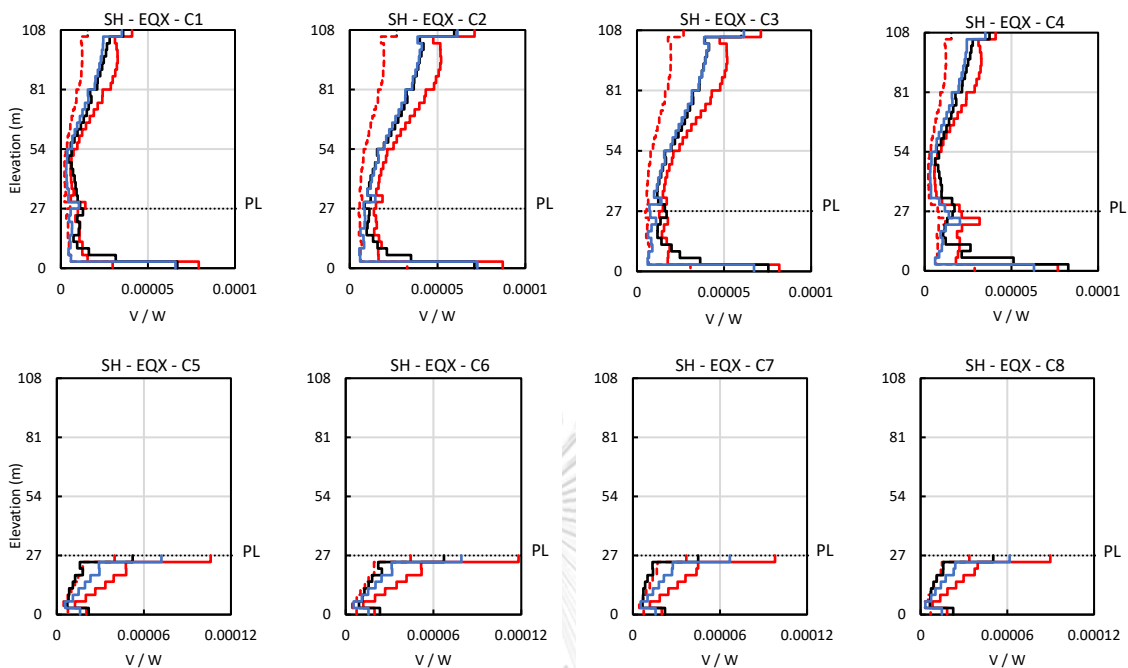 SH - EQX - C1
Elevation (m)
108
81
54
27
0
PL
0
0.00005
0.0001
V / W
SH - EQX - C2
108
81
54
27
0
PL
0
0.00005
0.0001
V / W
SH - EQX - C3
108
81
54
27
0
PL
0
0.00005
0.0001
V / W
SH - EQX - C4
108
81
54
27
0
PL
0
0.00005
0.0001
V / W
SH - EQX - C5
Elevation (m)
108
81
54
27
0
PL
0
0.00006
0.00012
V / W
SH - EQX - C6
108
81
54
27
0
PL
0
0.00006
0.00012
V / W
SH - EQX - C7
108
81
54
27
0
PL
0
0.00006
0.00012
V / W
SH - EQX - C8
108
81
54
27
0
PL
0
0.00006
0.00012
V / W